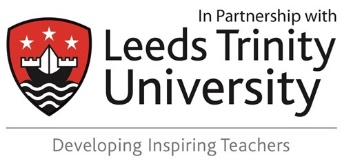 In Partnership with
Leeds Trinity
University
Developing Inspiring Teachers